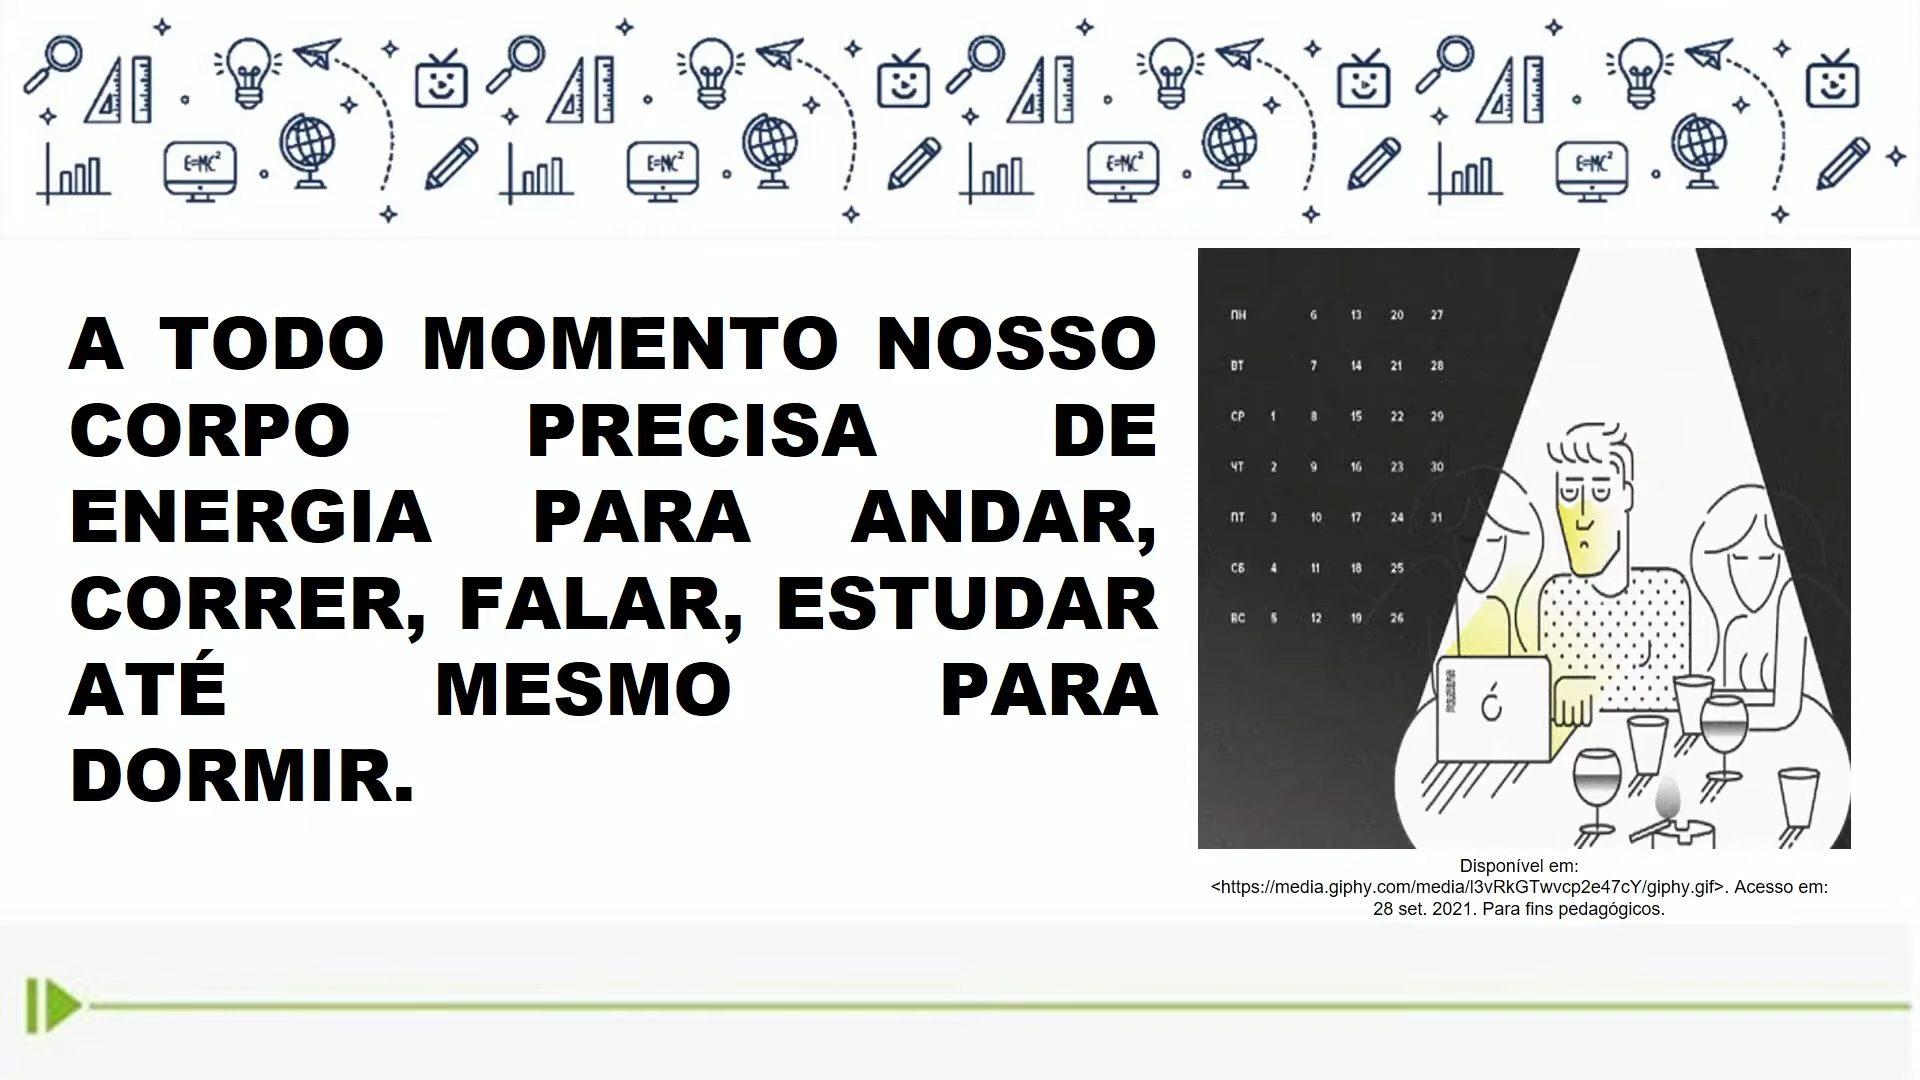 E=MC² E=MC² E=MC² E=MC²
A TODO MOMENTO NOSSO
CORPO PRECISA DE
ENERGIA PARA ANDAR,
CORRER, FALAR, ESTUDAR
ATÉ MESMO PARA
DORMIR.
ПН 6 13 20 27
ВТ 7 14 21 28
СР 1 8 15 22 29
ЧТ 2 9 16 23 30
ПТ 3 10 17 24 31
СБ 4 11 18 25
ВС 5 12 19 26
Disponível em:
<https://media.giphy.com/media/l3vRkGTwvcp2e47cY/giphy.gif>. Acesso em:
28 set. 2021. Para fins pedagógicos.